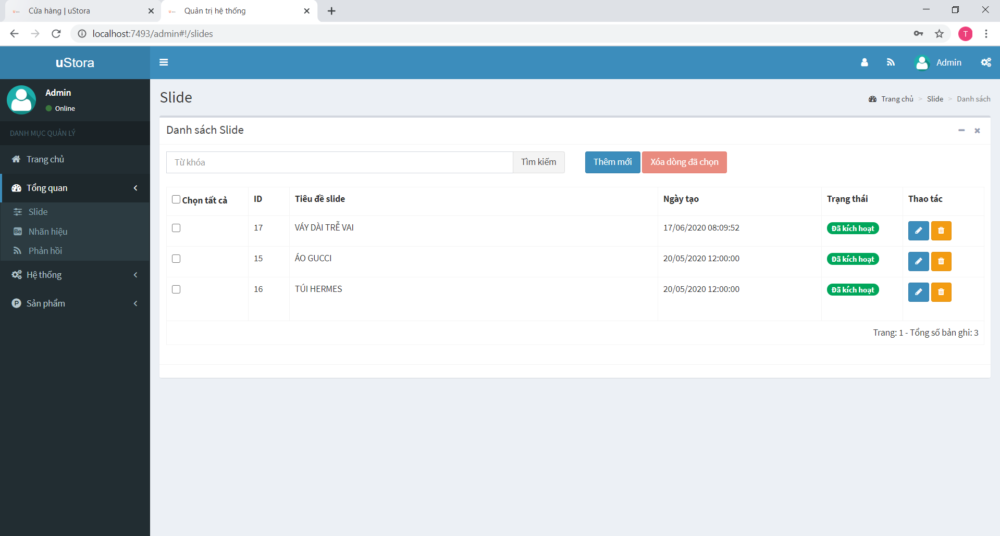 Cửa hàng | uStora
Quản trị hệ thống
localhost:7493/admin#!/slides
T
uStora
Admin
Admin
Online
DANH MỤC QUẢN LÝ
Trang chủ
Tổng quan
Slide
Be Nhãn hiệu
Phản hồi
Hệ thống
P Sản phẩm
Slide
Trang chủ > Slide > Danh sách
Danh sách Slide
Từ khóa Tìm kiếm Thêm mới Xóa dòng đã chọn
Chọn tất cả ID Tiêu đề slide Ngày tạo Trạng thái Thao tác
17 VÁY DÀI TRỄ VAI 17/06/2020 08:09:52 Đã kích hoạt
15 ÁO GUCCI 20/05/2020 12:00:00 Đã kích hoạt
16 TÚI HERMES 20/05/2020 12:00:00 Đã kích hoạt
Trang: 1 - Tổng số bản ghi: 3